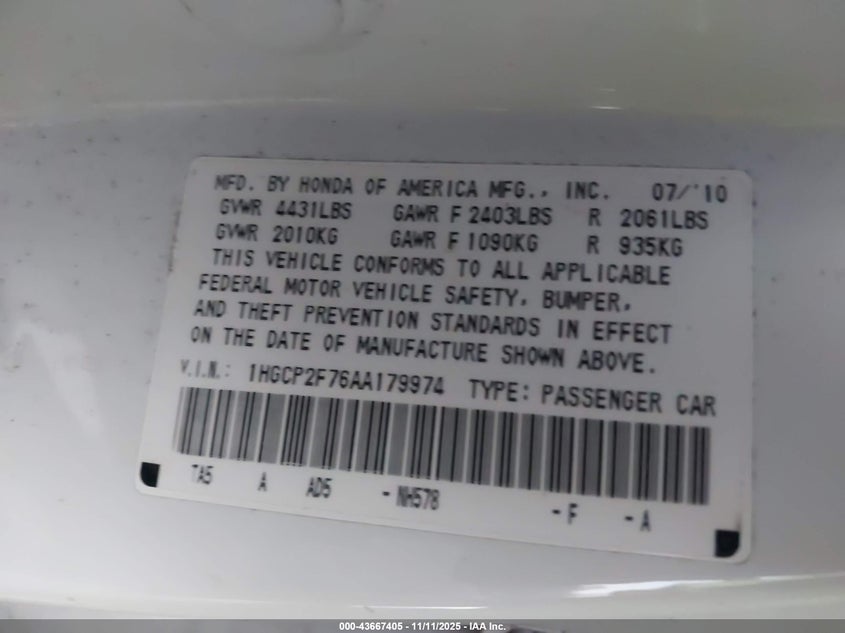 MFD. BY HONDA OF AMERICA MFG., INC. 07/'10
GVWR 4431LBS GAWR F 2403LBS R 2061LBS
GVWR 2010KG GAWR F 1090KG R 935KG
THIS VEHICLE CONFORMS TO ALL APPLICABLE
FEDERAL MOTOR VEHICLE SAFETY, BUMPER,
AND THEFT PREVENTION STANDARDS IN EFFECT
ON THE DATE OF MANUFACTURE SHOWN ABOVE.
V.I.N.: 1HGCP2F76AA179974 TYPE: PASSENGER CAR
TA5 A AD5 -NH578 -F -A
000-43667405 - 11/11/2025 - IAA Inc.